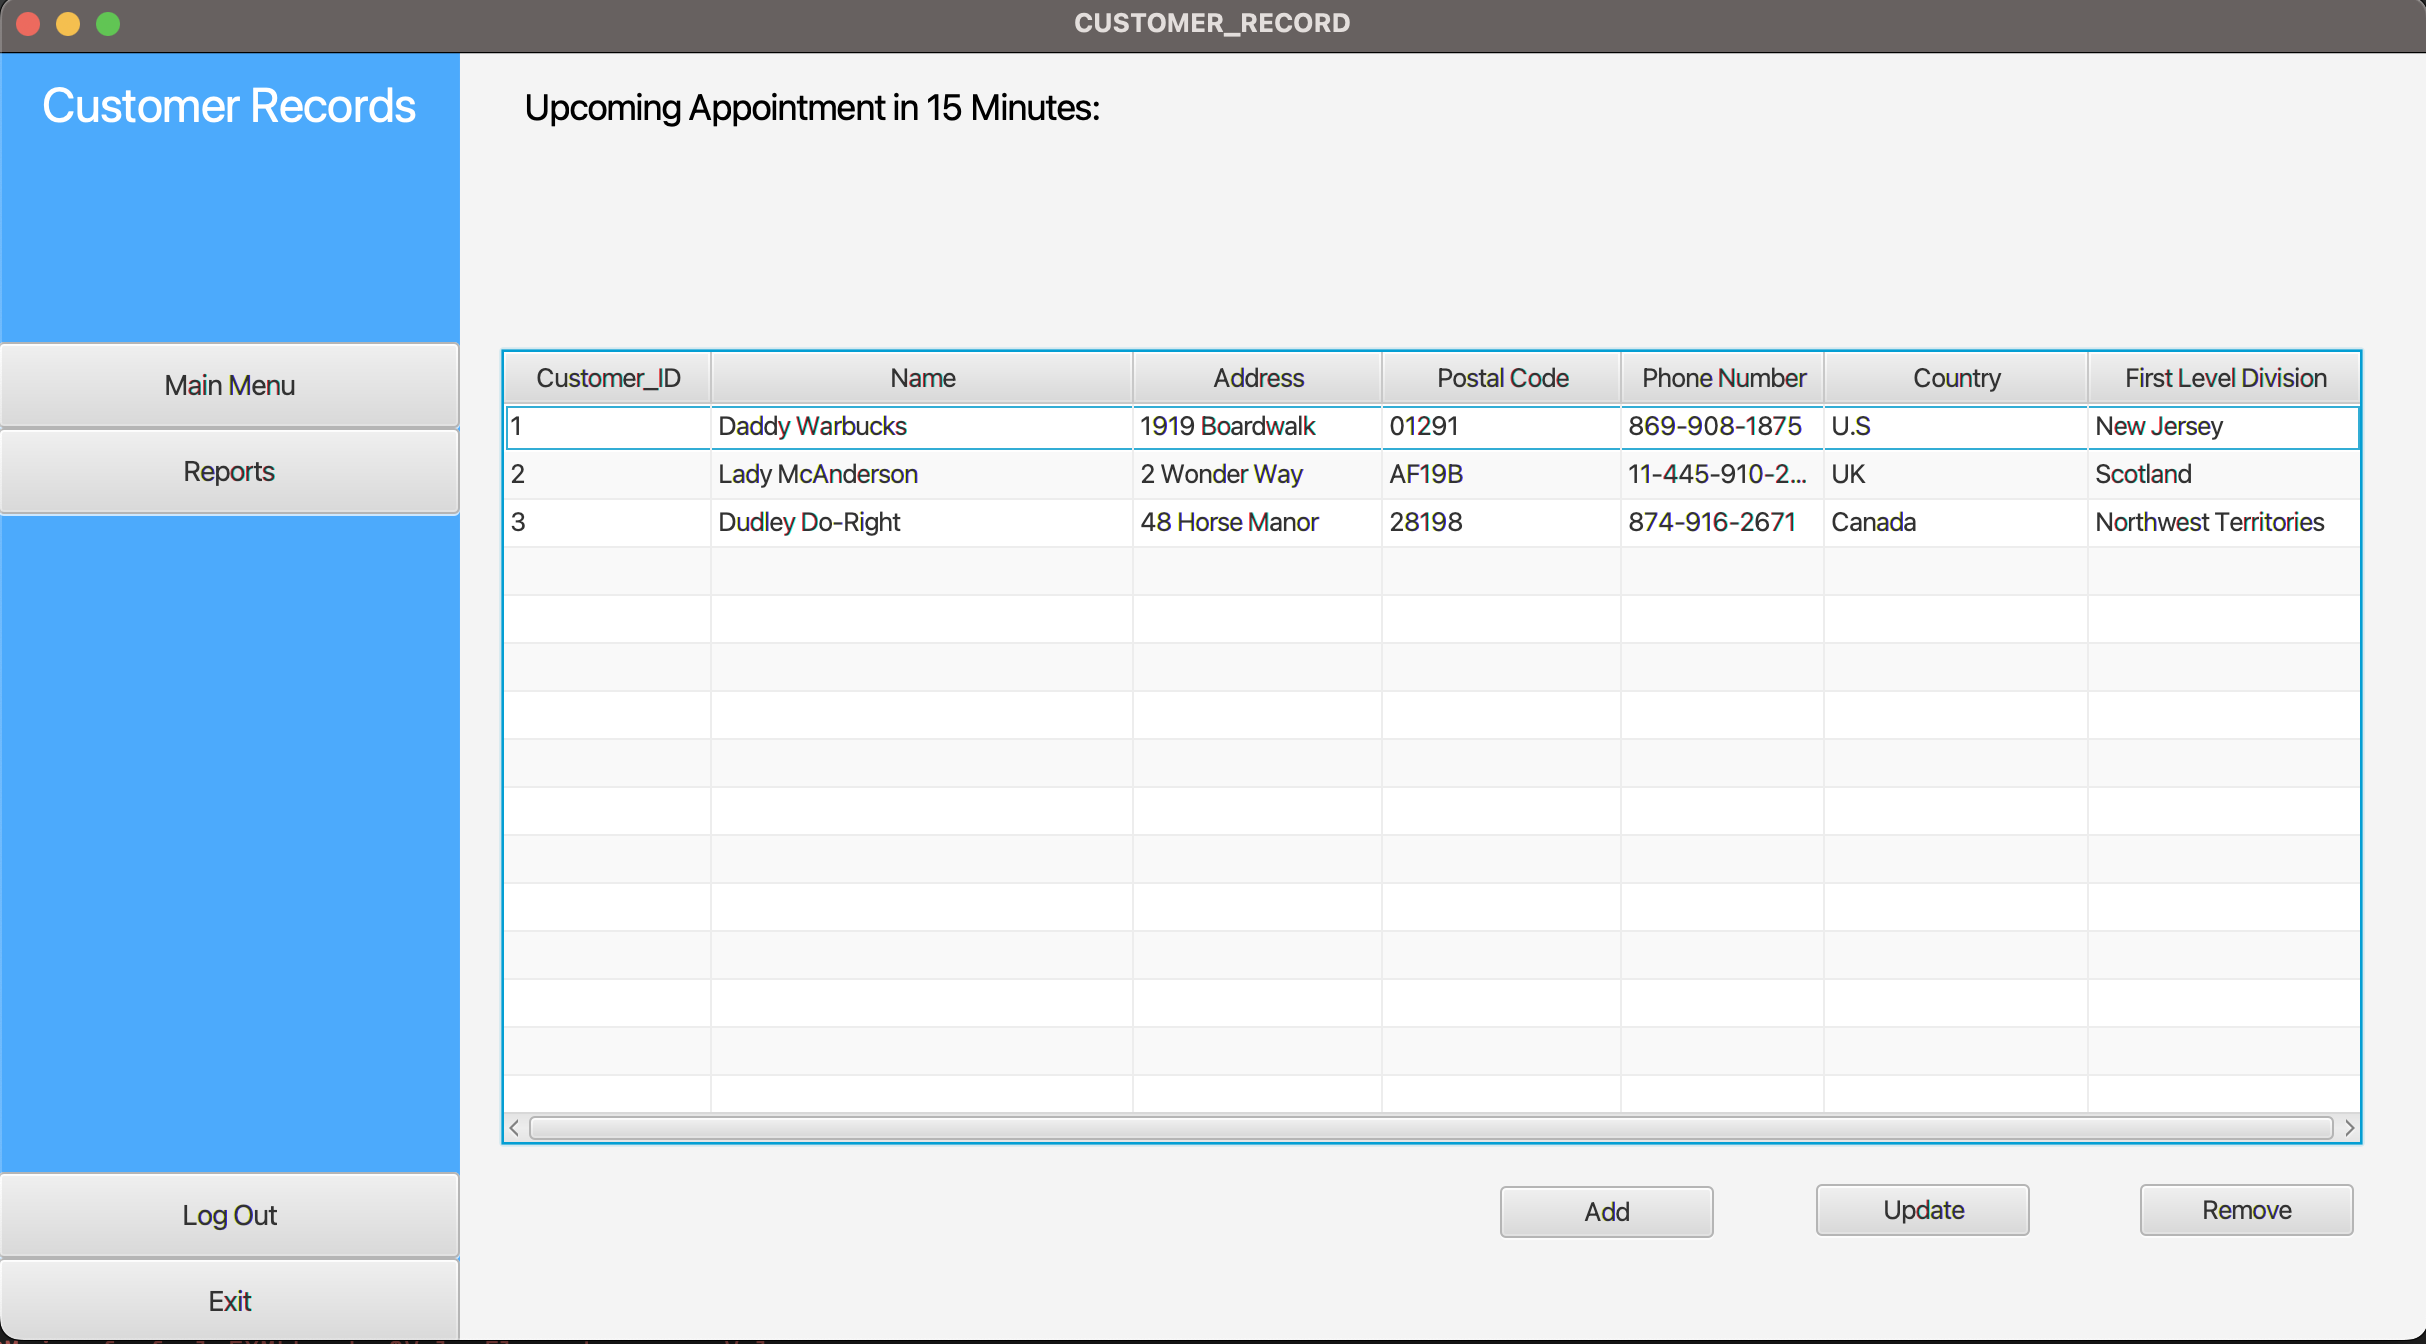 CUSTOMER_RECORD
Customer Records
Upcoming Appointment in 15 Minutes:
Main Menu
Reports
Customer_ID Name Address Postal Code Phone Number Country First Level Division
1 Daddy Warbucks 1919 Boardwalk 01291 869-908-1875 U.S New Jersey
2 Lady McAnderson 2 Wonder Way AF19B 11-445-910-2... UK Scotland
3 Dudley Do-Right 48 Horse Manor 28198 874-916-2671 Canada Northwest Territories
Add Update Remove
Log Out
Exit